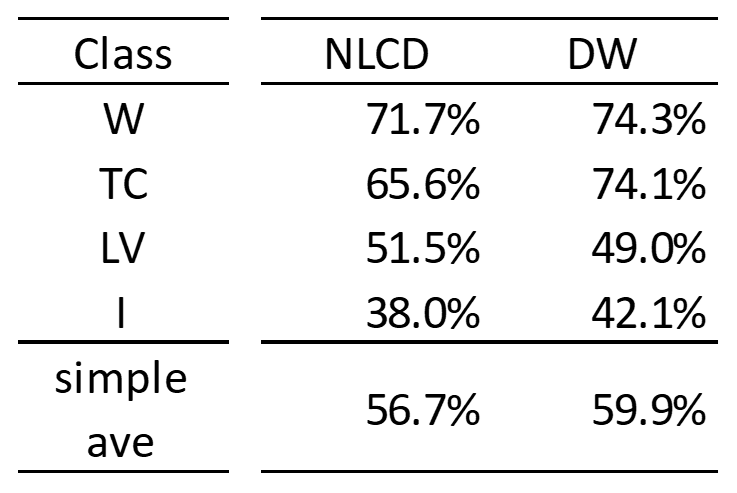 Class NLCD DW
W 71.7% 74.3%
TC 65.6% 74.1%
LV 51.5% 49.0%
I 38.0% 42.1%
simple
ave 56.7% 59.9%